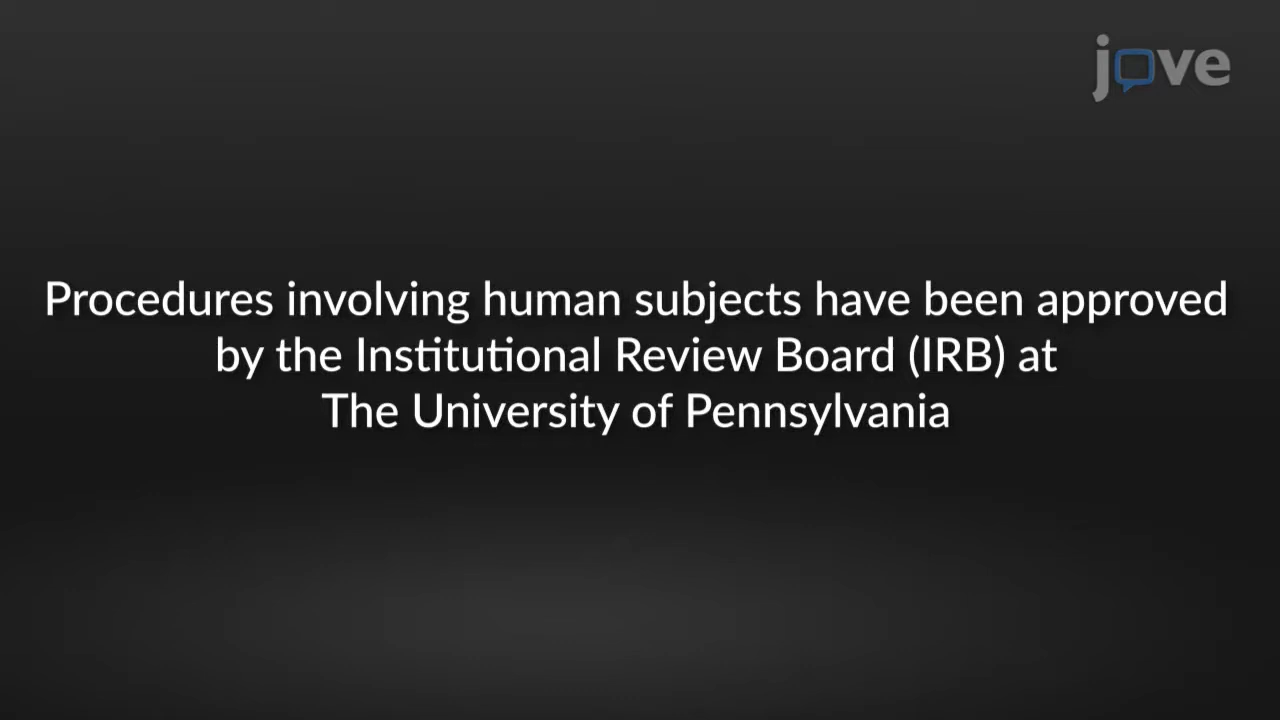 jove
Procedures involving human subjects have been approved
by the Institutional Review Board (IRB) at
The University of Pennsylvania